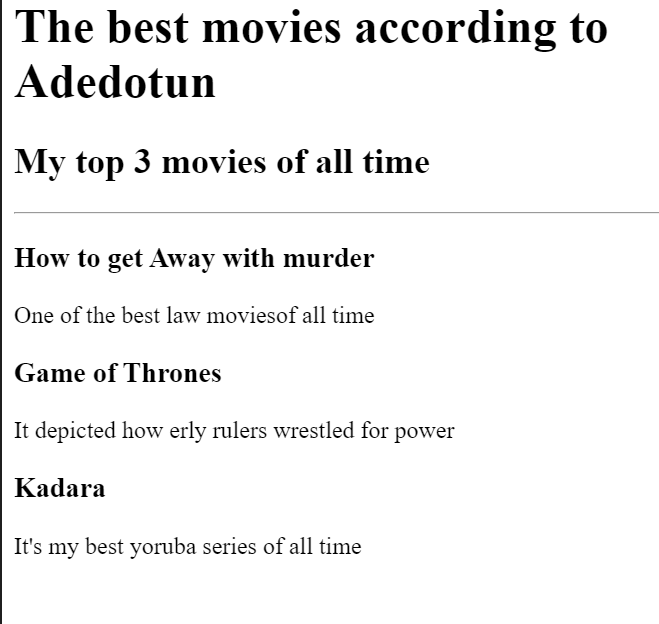 The best movies according to
Adedotun
My top 3 movies of all time
How to get Away with murder
One of the best law moviesof all time
Game of Thrones
It depicted how erly rulers wrestled for power
Kadara
It's my best yoruba series of all time